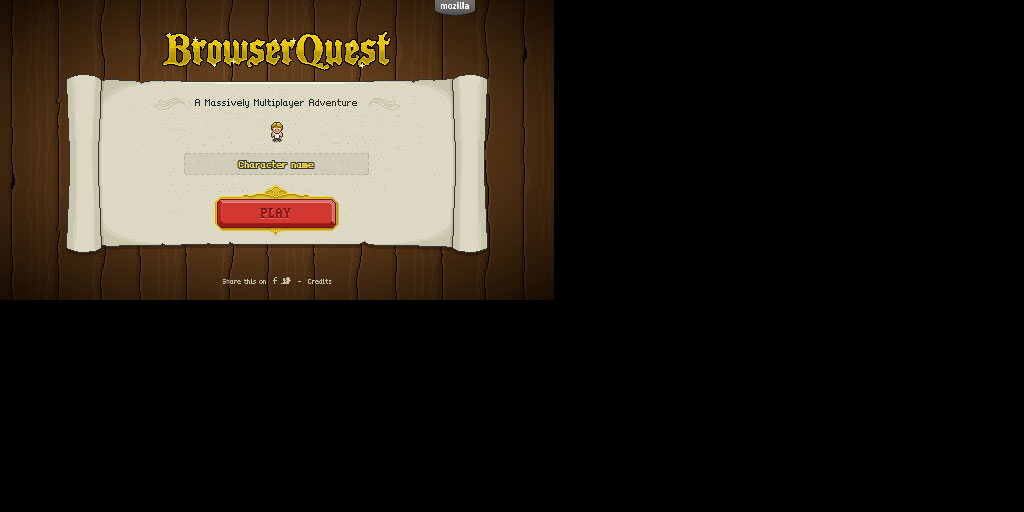 mozilla
BrowserQuest
A Massively Multiplayer Adventure
Character name
PLAY
Share this on - Credits